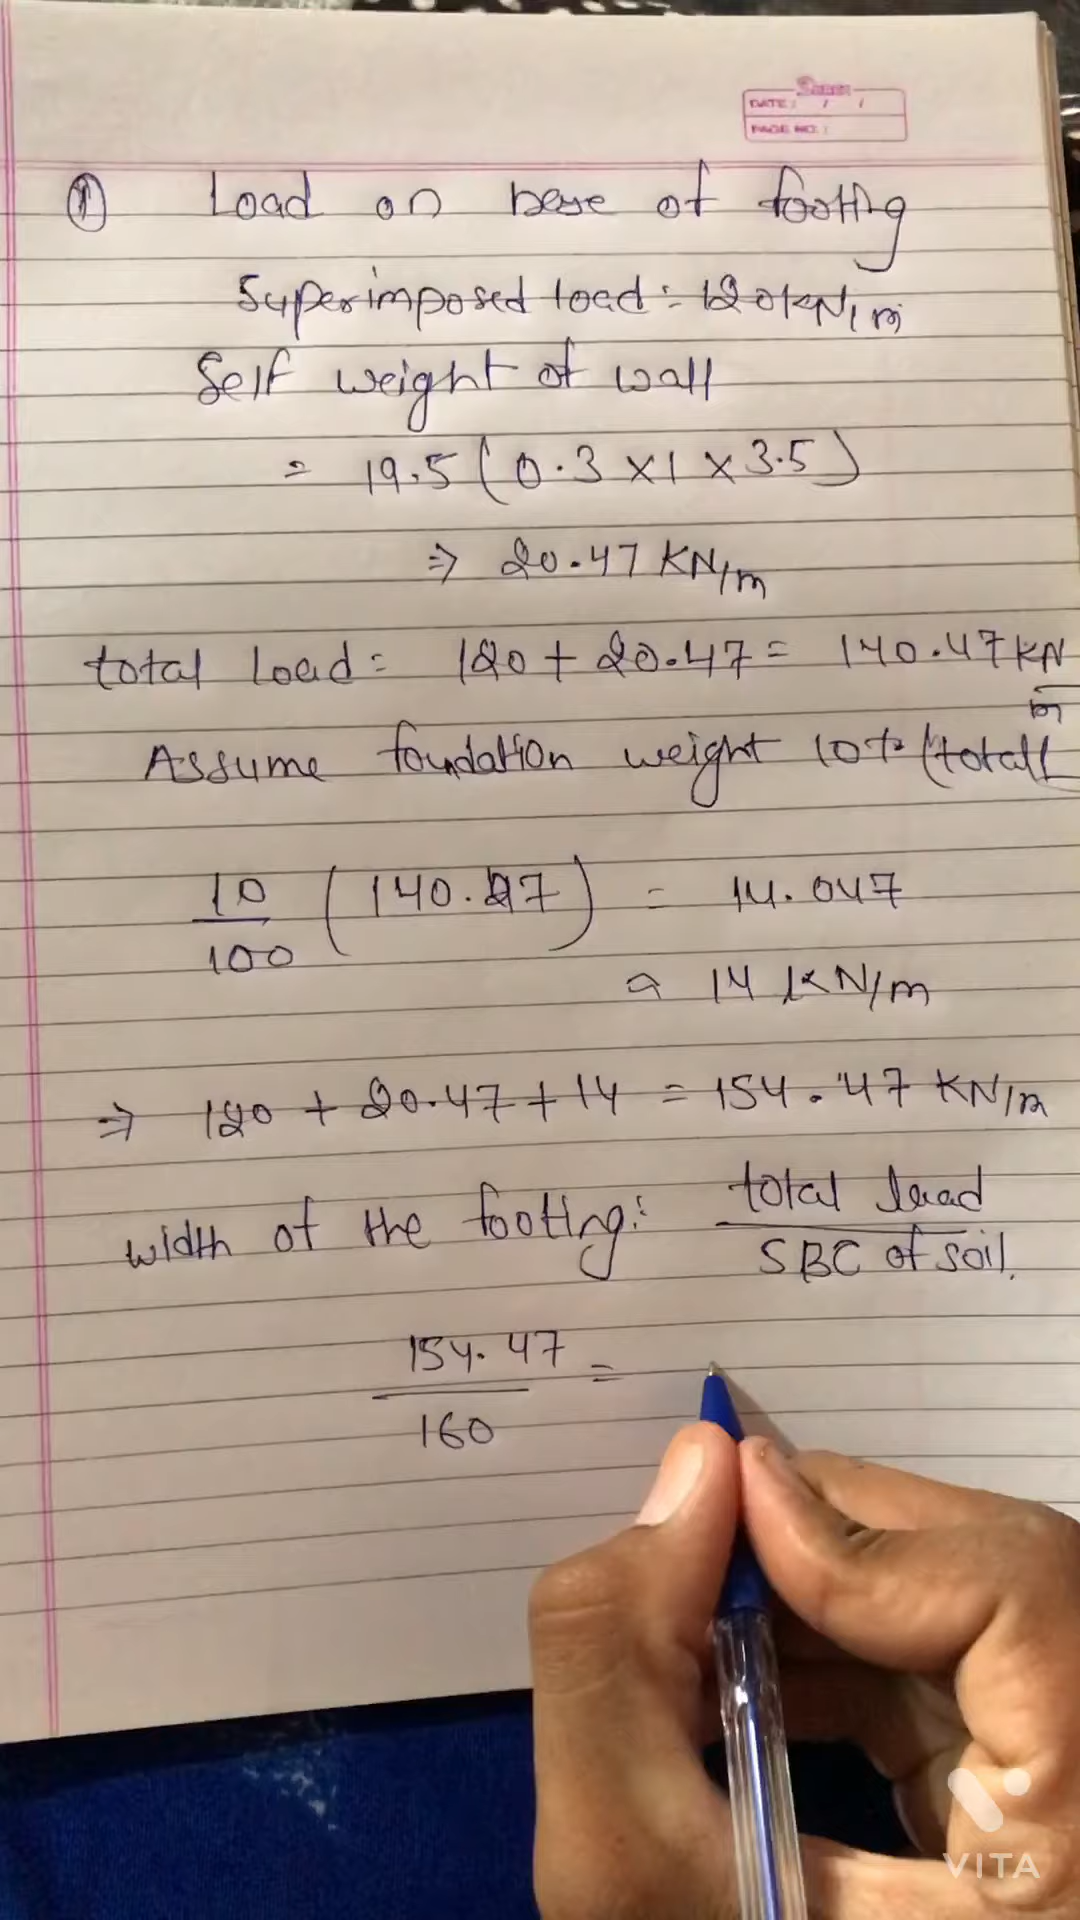 DATE: / /
PAGE NO.:
① Load on base of footing
Superimposed load = 120 KN/m
Self weight of wall
= 19.5 (0.3 × 1 × 3.5)
⇒ 20.47 KN/m
total load = 120 + 20.47 = 140.47 KN/m
Assume foundation weight 10% (total
10/100 (140.47) = 14.047
= 14 KN/m
⇒ 120 + 20.47 + 14 = 154.47 KN/m
width of the footing: total load / SBC of soil.
154.47 / 160 =
VITA